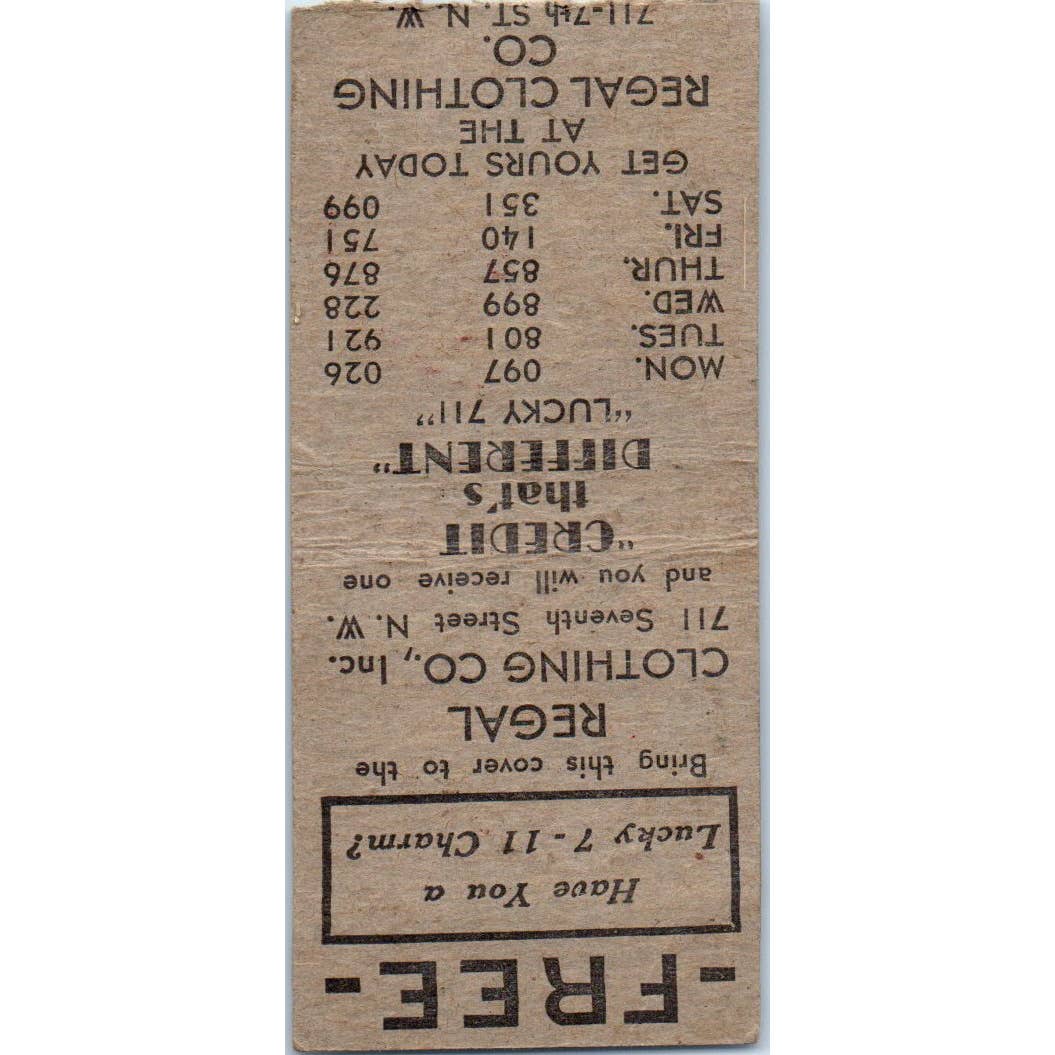 -FREE-
Have You a
Lucky 7-11 Charm?
Bring this cover to the
REGAL
CLOTHING CO., Inc.
711 Seventh Street N. W.
and you will receive one
"CREDIT
that's
DIFFERENT"
"LUCKY 711"
MON. 097 026
TUES. 801 921
WED. 899 228
THUR. 857 876
FRI. 140 751
SAT. 351 099
GET YOURS TODAY
AT THE
REGAL CLOTHING
CO.
711-7th ST. N. W.